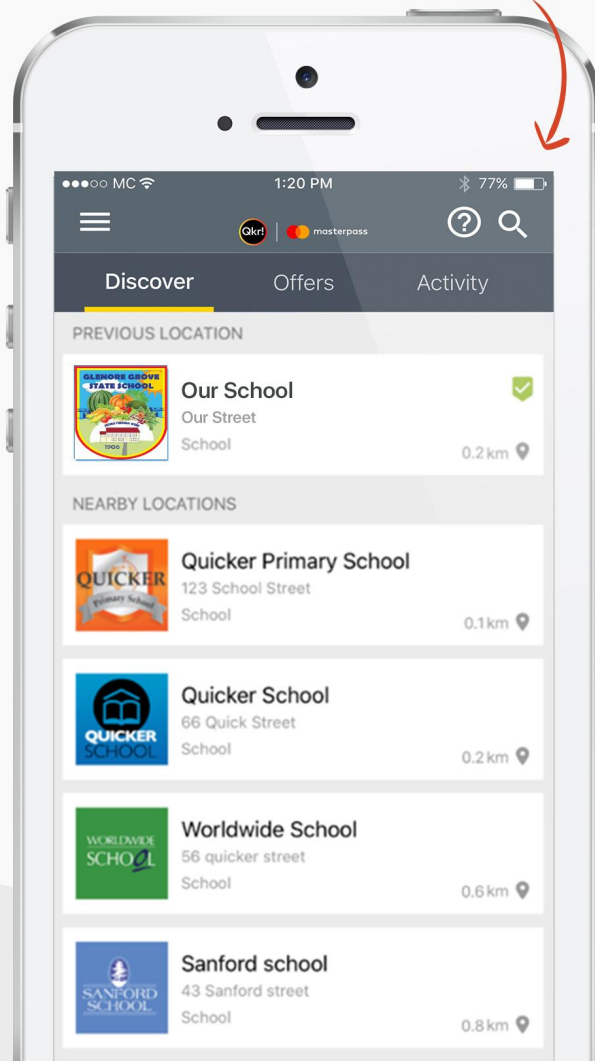 ●●●○○ MC 1:20 PM 77%
Qkr! | masterpass
Discover Offers Activity
PREVIOUS LOCATION
GLENORE GROVE
STATE SCHOOL
1906
Our School
Our Street
School
0.2 km
NEARBY LOCATIONS
QUICKER
Primary School
Quicker Primary School
123 School Street
School
0.1 km
QUICKER
SCHOOL
Quicker School
66 Quick Street
School
0.2 km
WORLDWIDE
SCHOOL
Worldwide School
56 quicker street
School
0.6 km
SANFORD
SCHOOL
Sanford school
43 Sanford street
School
0.8 km